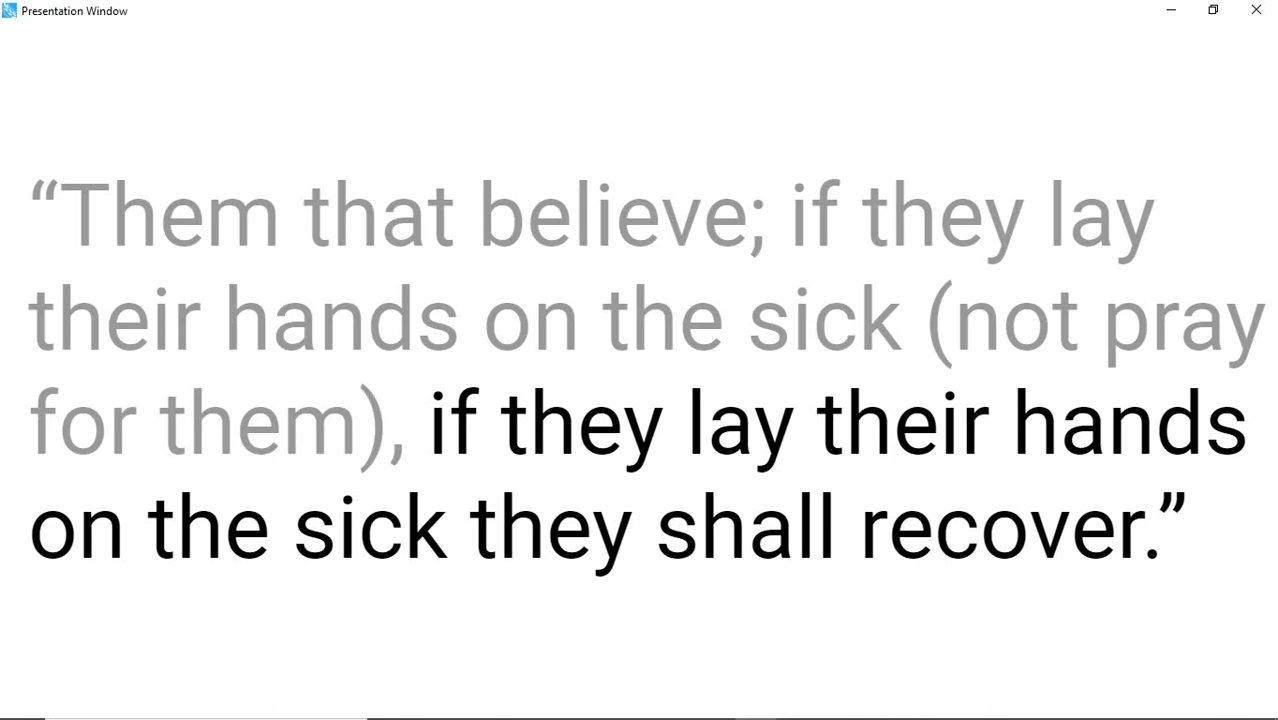 Presentation Window
“Them that believe; if they lay
their hands on the sick (not pray
for them), if they lay their hands
on the sick they shall recover.”